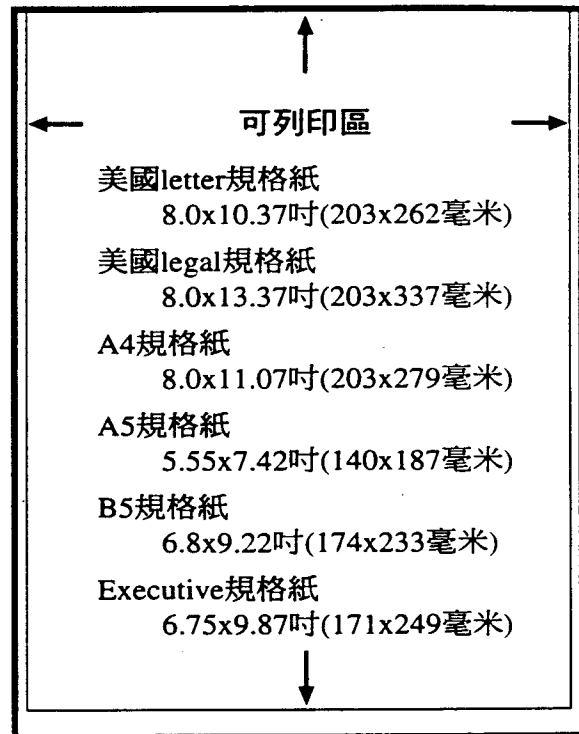 可列印區
美國letter規格紙
8.0x10.37吋(203x262毫米)
美國legal規格紙
8.0x13.37吋(203x337毫米)
A4規格紙
8.0x11.07吋(203x279毫米)
A5規格紙
5.55x7.42吋(140x187毫米)
B5規格紙
6.8x9.22吋(174x233毫米)
Executive規格紙
6.75x9.87吋(171x249毫米)